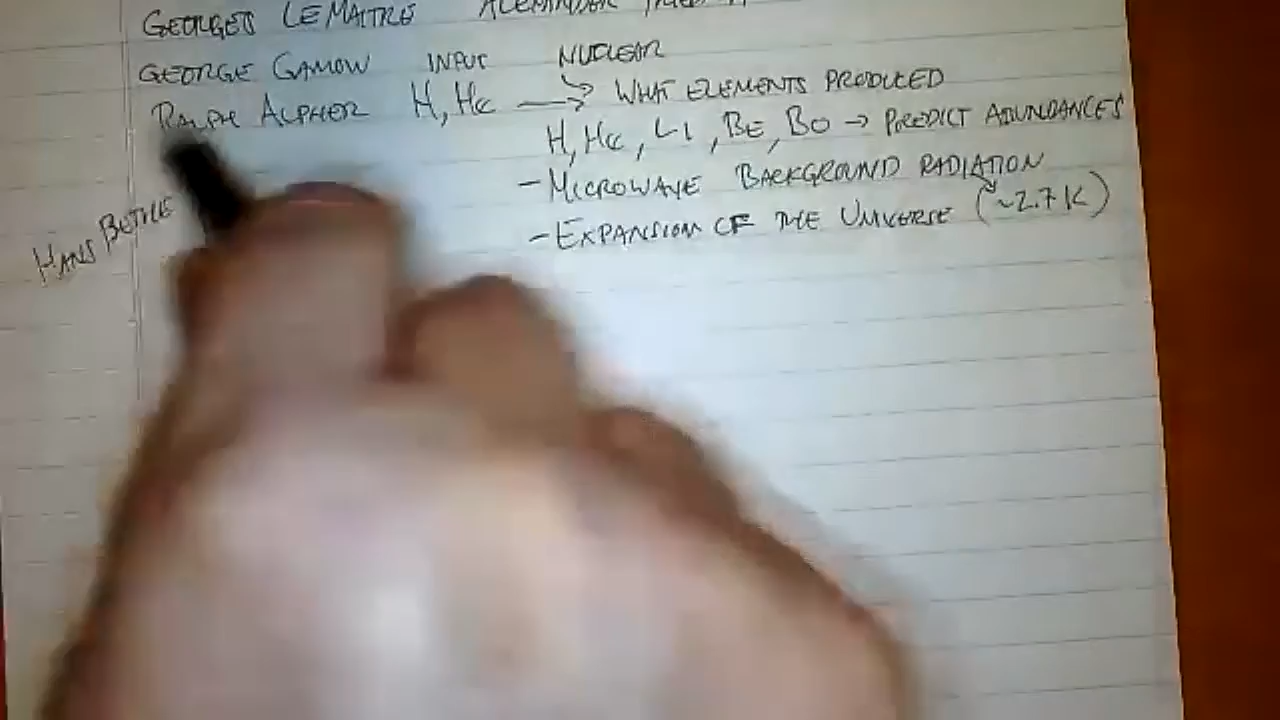 GEORGES LEMAITRE ALEXANDER
GEORGE GAMOW INPUT NUCLEAR
RALPH ALPHER H, He → WHAT ELEMENTS PRODUCED
H, He, Li, Be, Bo → PREDICT ABUNDANCES
- MICROWAVE BACKGROUND RADIATION
- EXPANSION OF THE UNIVERSE (~2.7K)
HANS BETHE